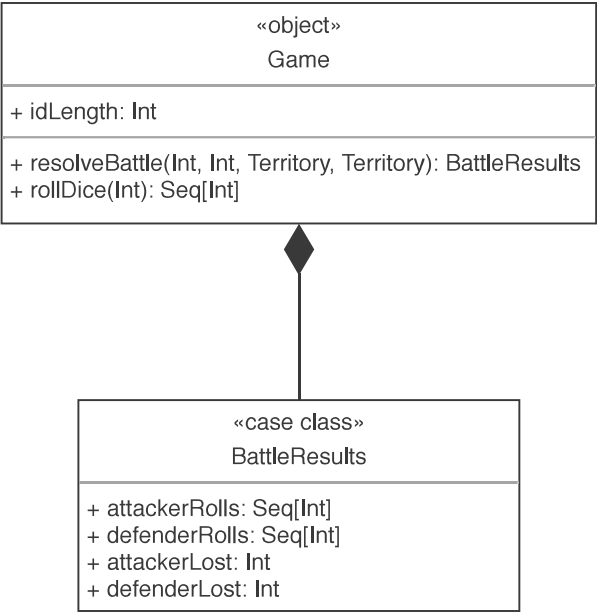 «object»
Game
+ idLength: Int
+ resolveBattle(Int, Int, Territory, Territory): BattleResults
+ rollDice(Int): Seq[Int]
«case class»
BattleResults
+ attackerRolls: Seq[Int]
+ defenderRolls: Seq[Int]
+ attackerLost: Int
+ defenderLost: Int